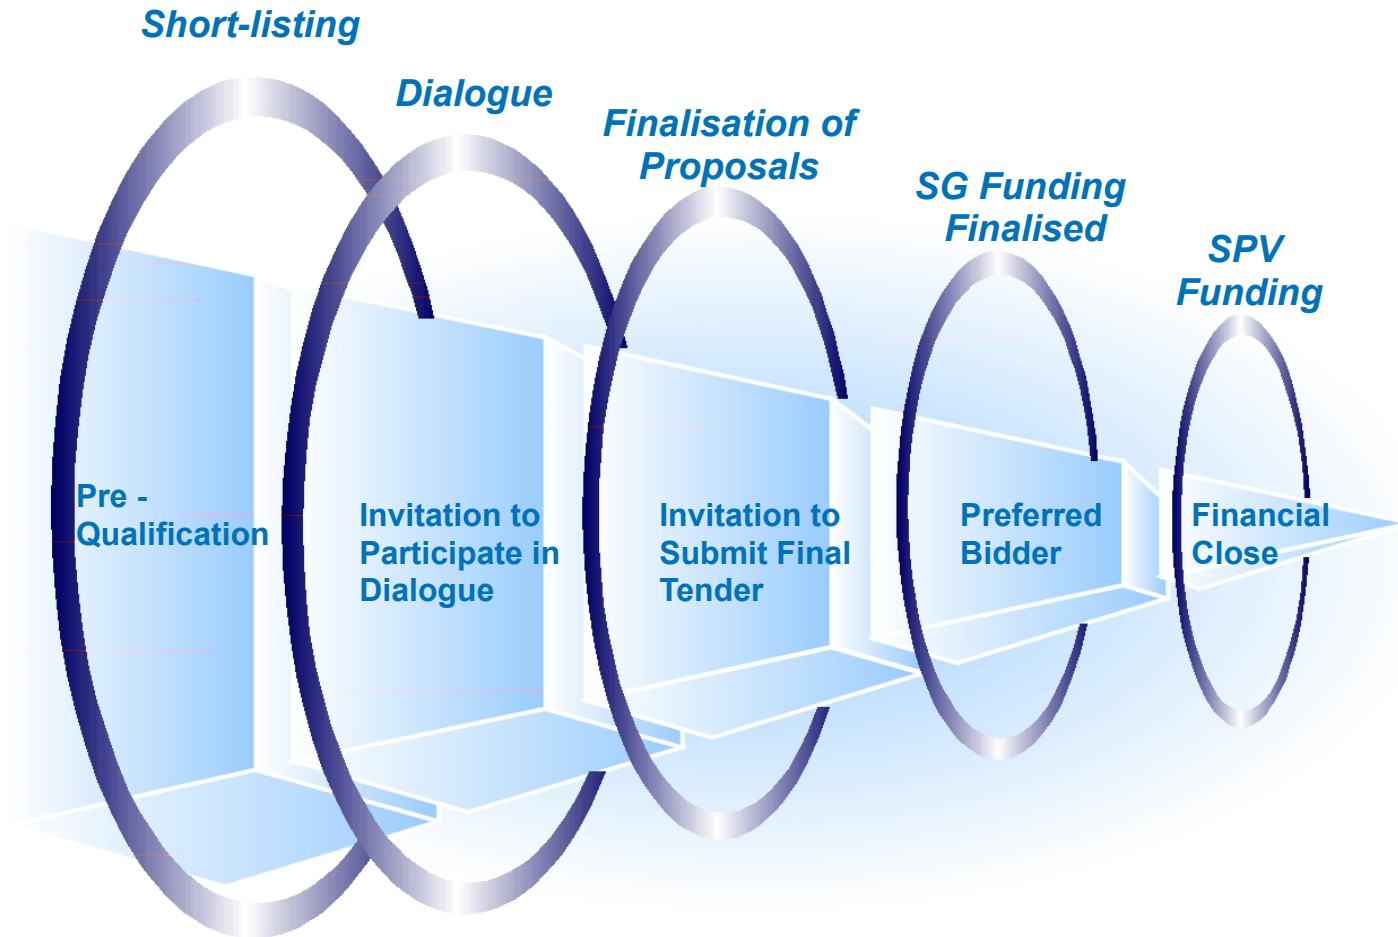 Short-listing
Dialogue
Finalisation of
Proposals
SG Funding
Finalised
SPV
Funding
Pre -
Qualification
Invitation to
Participate in
Dialogue
Invitation to
Submit Final
Tender
Preferred
Bidder
Financial
Close